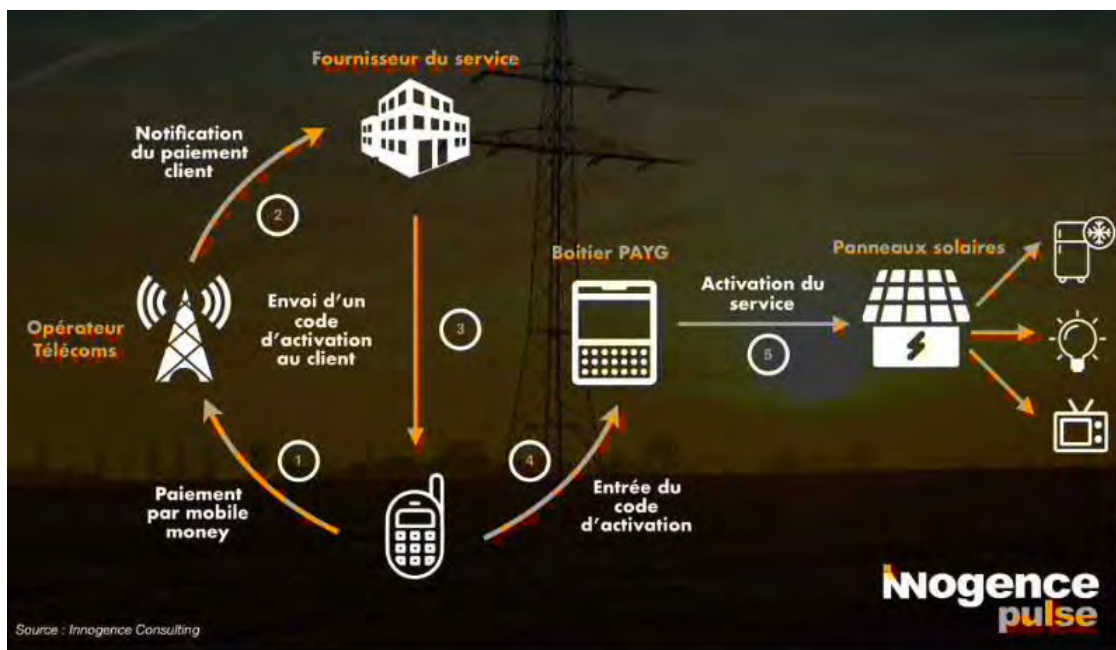 Fournisseur du service
Notification
du paiement
client
2
Opérateur
Télécoms
Envoi d'un
code
d'activation
au client
3
Boitier PAYG
Activation du
service
5
Panneaux solaires
1
Paiement
par mobile
money
4
Entrée du
code
d'activation
iNogence
pulse
Source : Innogence Consulting